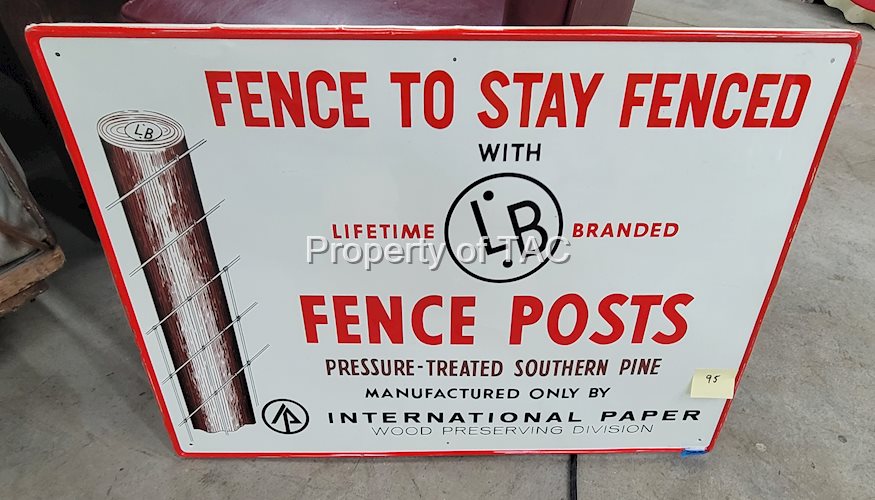 FENCE TO STAY FENCED
WITH
LIFETIME LB BRANDED
Property of TAC
FENCE POSTS
PRESSURE-TREATED SOUTHERN PINE
MANUFACTURED ONLY BY
INTERNATIONAL PAPER
WOOD PRESERVING DIVISION
LB
95